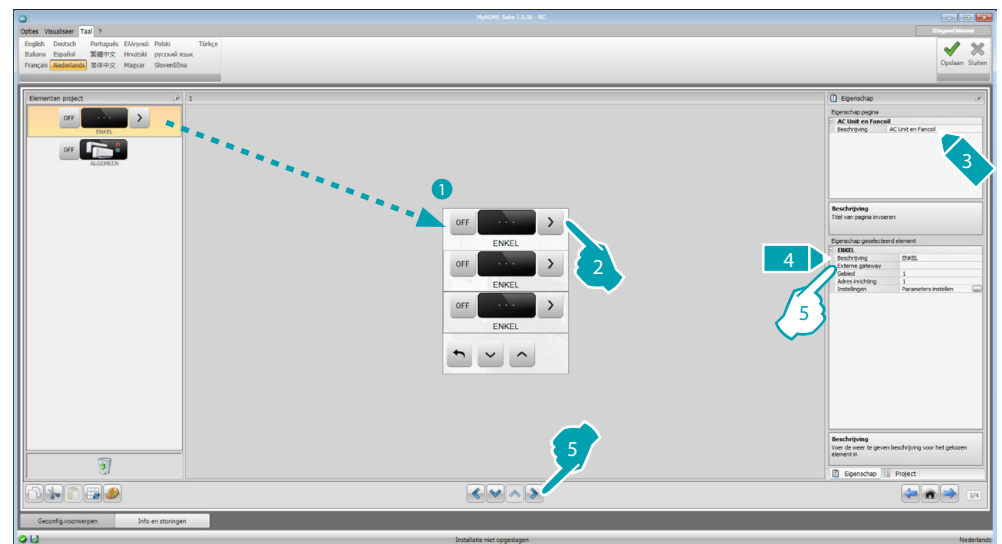 MyHOME Suite 1.0.30 - RC
Opties Visualiseer Taal ?
English Deutsch Português Ελληνικά Polski Türkçe
Italiano Español 繁體中文 Hrvatski русский язык
Français Nederlands 简体中文 Magyar Slovenščina
Opslaan Sluiten
Elementen project
1
Eigenschap
OFF
ENKEL
OFF
ALGEMEEN
1
OFF
ENKEL
OFF
ENKEL
OFF
ENKEL
2
Eigenschap pagina
AC Unit en Fancoil
Beschrijving AC Unit en Fancoil
3
Beschrijving
Titel van pagina invoeren
Eigenschap geselecteerd element
ENKEL
Beschrijving ENKEL
Externe gateway
Gebied 1
Adres inrichting 1
Instellingen Parameters instellen ...
4
5
Beschrijving
Voer de weer te geven beschrijving voor het gekozen
element in
Eigenschap Project
5
3/4
Geconfig.voorwerpen Info en storingen
Installatie niet opgeslagen
Nederlands